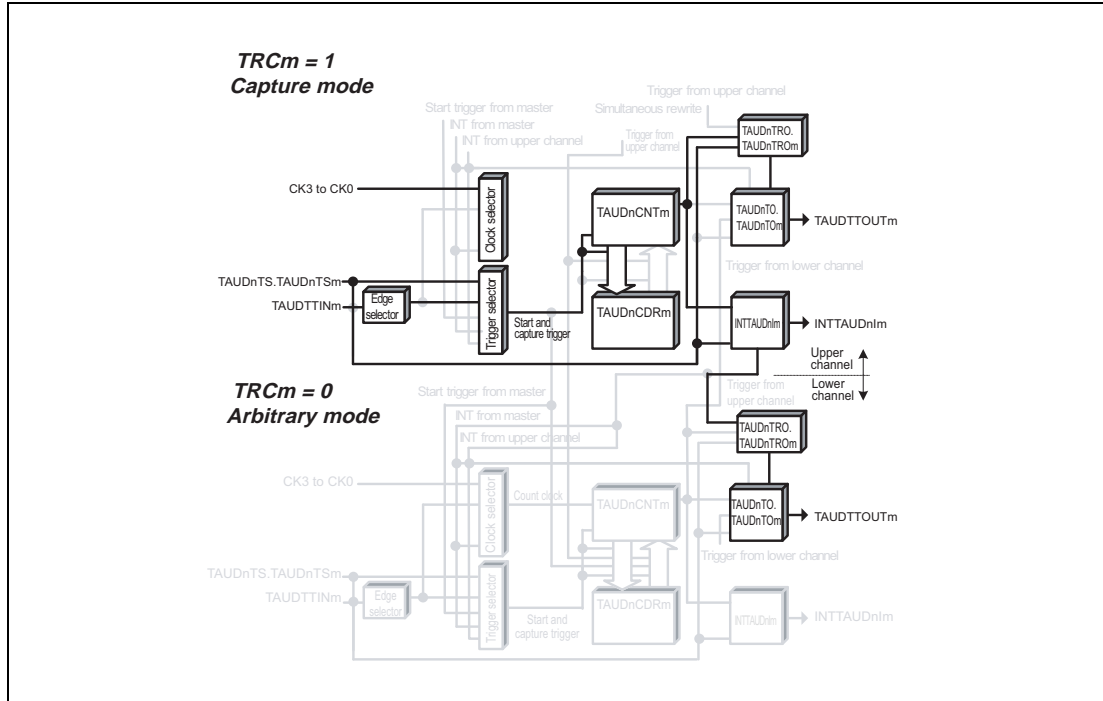 TRCm = 1
Capture mode
Trigger from upper channel
Simultaneous rewrite
Start trigger from master
INT from master
INT from upper channel
Trigger from
upper channel
TAUDnTRO.
TAUDnTROm
CK3 to CK0
Clock selector
TAUDnCNTm
TAUDnTO.
TAUDnTOm
TAUDTTOUTm
Trigger from lower channel
TAUDnTS.TAUDnTSm
TAUDTTINm
Edge
selector
Trigger selector
Start and
capture trigger
TAUDnCDRm
INTTAUDnIm
INTTAUDnIm
Upper
channel
Lower
channel
TRCm = 0
Arbitrary mode
Start trigger from master
INT from master
INT from upper channel
Trigger from
upper channel
TAUDnTRO.
TAUDnTROm
CK3 to CK0
Clock selector
Count clock
TAUDnCNTm
TAUDnTO.
TAUDnTOm
TAUDTTOUTm
Trigger from lower channel
TAUDnTS.TAUDnTSm
TAUDTTINm
Edge
selector
Trigger selector
Start and
capture trigger
TAUDnCDRm
INTTAUDnIm
INTTAUDnIm